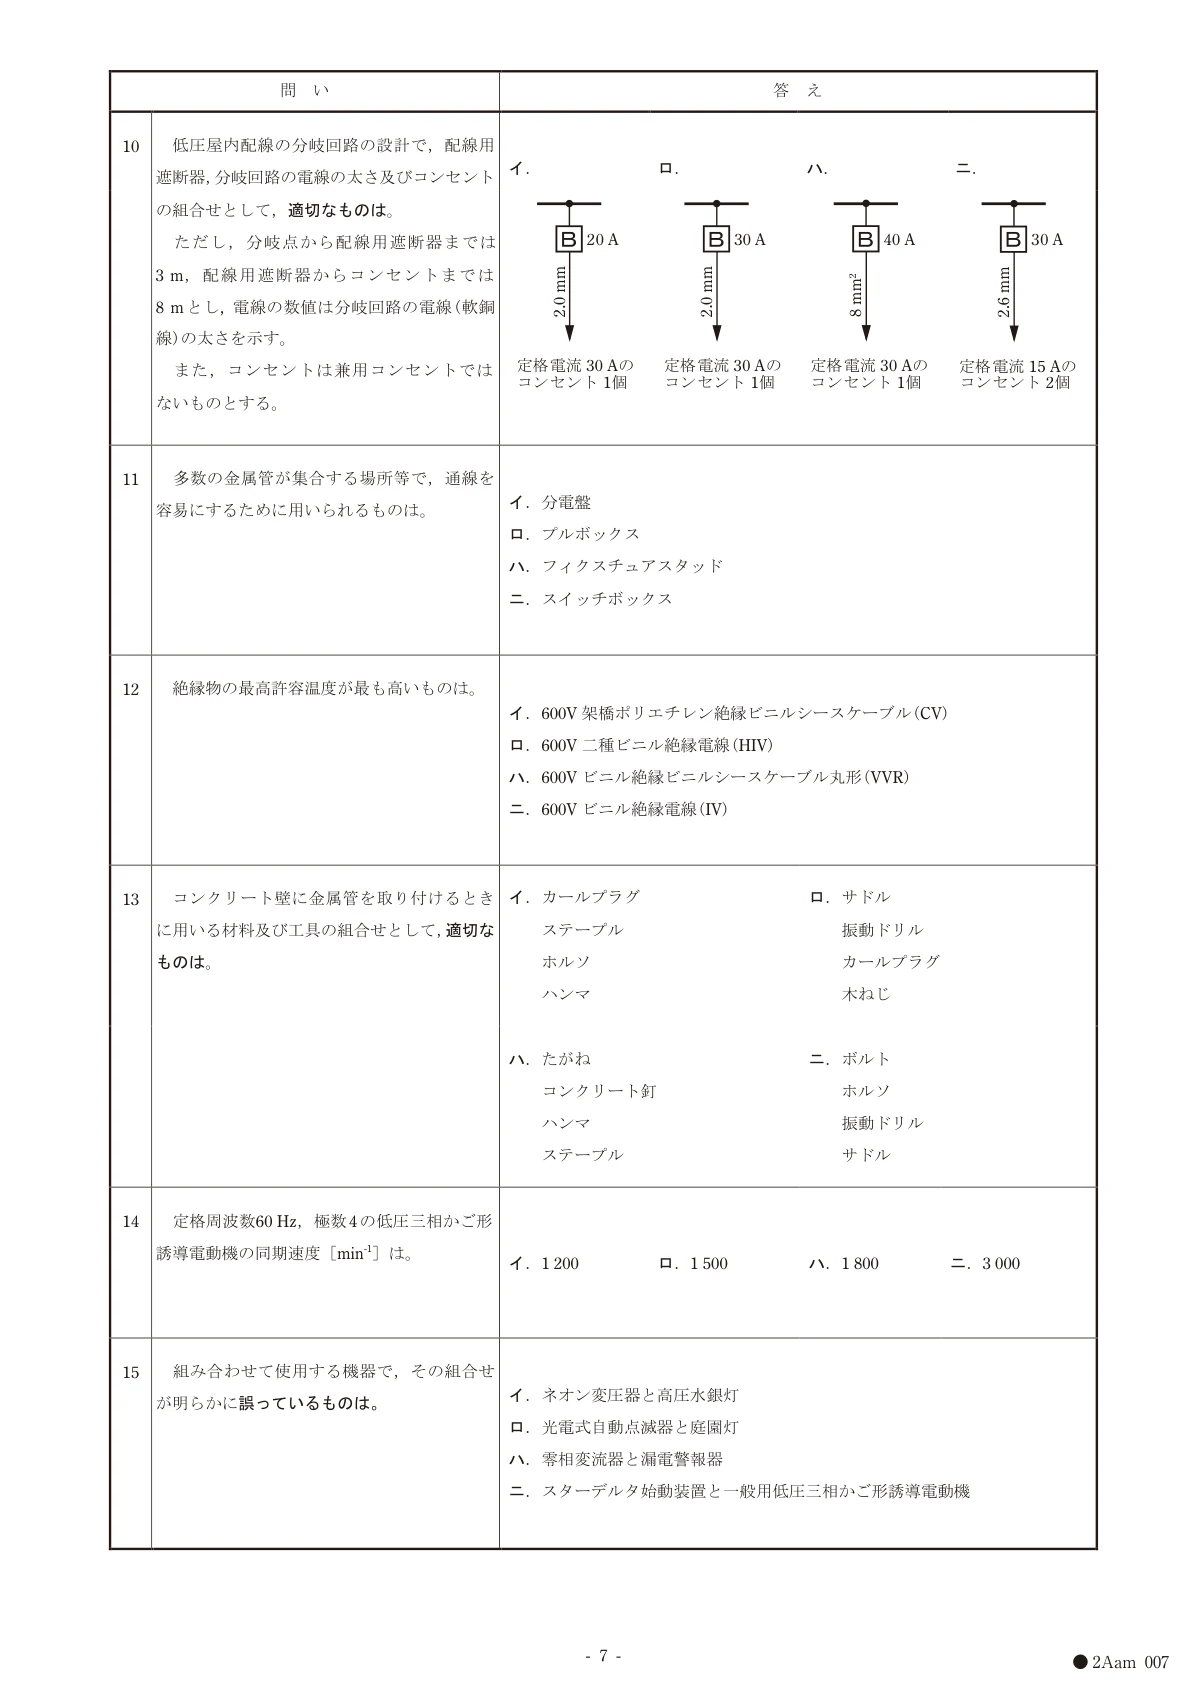 問 い
答 え
10
低圧屋内配線の分岐回路の設計で，配線用
遮断器，分岐回路の電線の太さ及びコンセント
の組合せとして，適切なものは。
ただし，分岐点から配線用遮断器までは
3 m，配線用遮断器からコンセントまでは
8 mとし，電線の数値は分岐回路の電線（軟銅
線）の太さを示す。
また，コンセントは兼用コンセントでは
ないものとする。
イ．
B 20 A
2.0 mm
定格電流 30 Aの
コンセント 1個
ロ．
B 30 A
2.0 mm
定格電流 30 Aの
コンセント 1個
ハ．
B 40 A
8 mm²
定格電流 30 Aの
コンセント 1個
ニ．
B 30 A
2.6 mm
定格電流 15 Aの
コンセント 2個
11
多数の金属管が集合する場所等で，通線を
容易にするために用いられるものは。
イ．分電盤
ロ．プルボックス
ハ．フィクスチュアスタッド
ニ．スイッチボックス
12
絶縁物の最高許容温度が最も高いものは。
イ．600V 架橋ポリエチレン絶縁ビニルシースケーブル（CV）
ロ．600V 二種ビニル絶縁電線（HIV）
ハ．600V ビニル絶縁ビニルシースケーブル丸形（VVR）
ニ．600V ビニル絶縁電線（IV）
13
コンクリート壁に金属管を取り付けるとき
に用いる材料及び工具の組合せとして，適切な
ものは。
イ．カールプラグ
ステープル
ホルソ
ハンマ
ロ．サドル
振動ドリル
カールプラグ
木ねじ
ハ．たがね
コンクリート釘
ハンマ
ステープル
ニ．ボルト
ホルソ
振動ドリル
サドル
14
定格周波数60 Hz，極数4の低圧三相かご形
誘導電動機の同期速度［min⁻¹］は。
イ．1 200
ロ．1 500
ハ．1 800
ニ．3 000
15
組み合わせて使用する機器で，その組合せ
が明らかに誤っているものは。
イ．ネオン変圧器と高圧水銀灯
ロ．光電式自動点滅器と庭園灯
ハ．零相変流器と漏電警報器
ニ．スターデルタ始動装置と一般用低圧三相かご形誘導電動機
- 7 -
●2Aam 007